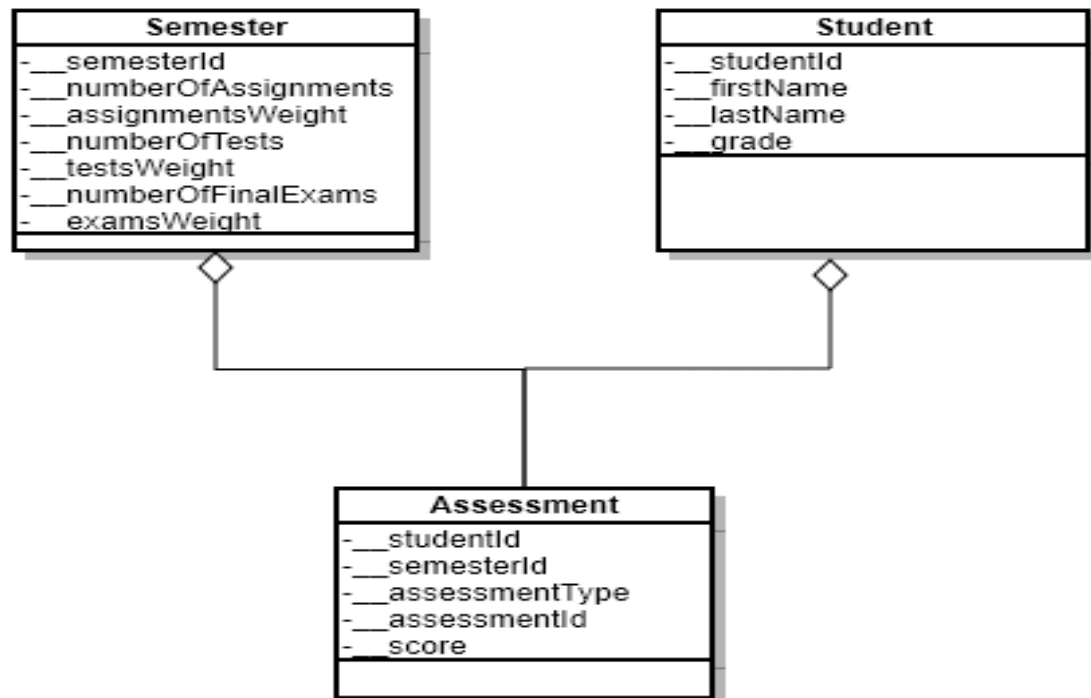 Semester
-__semesterId
-__numberOfAssignments
-__assignmentsWeight
-__numberOfTests
-__testsWeight
-__numberOfFinalExams
-__examsWeight
Student
-__studentId
-__firstName
-__lastName
-__grade
Assessment
-__studentId
-__semesterId
-__assessmentType
-__assessmentId
-__score